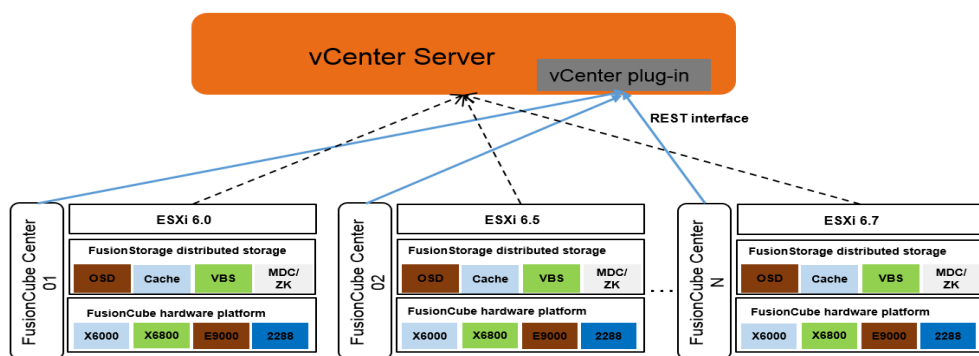 vCenter Server
vCenter plug-in
REST interface
FusionCube Center
01
ESXi 6.0
FusionStorage distributed storage
OSD
Cache
VBS
MDC/
ZK
FusionCube hardware platform
X6000
X6800
E9000
2288
FusionCube Center
02
ESXi 6.5
FusionStorage distributed storage
OSD
Cache
VBS
MDC/
ZK
FusionCube hardware platform
X6000
X6800
E9000
2288
...
FusionCube Center
N
ESXi 6.7
FusionStorage distributed storage
OSD
Cache
VBS
MDC/
ZK
FusionCube hardware platform
X6000
X6800
E9000
2288